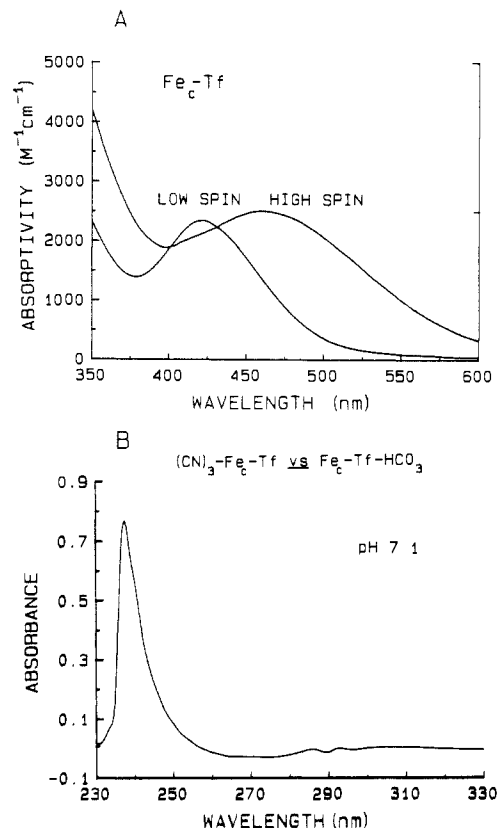 A
Fe_c-Tf
LOW SPIN HIGH SPIN
ABSORPTIVITY (M⁻¹cm⁻¹)
5000
4000
3000
2000
1000
0
350 400 450 500 550 600
WAVELENGTH (nm)
B
(CN)₃-Fe_c-Tf vs Fe_c-Tf-HCO₃
pH 7 1
ABSORBANCE
0.9
0.7
0.5
0.3
0.1
-0.1
230 250 270 290 310 330
WAVELENGTH (nm)